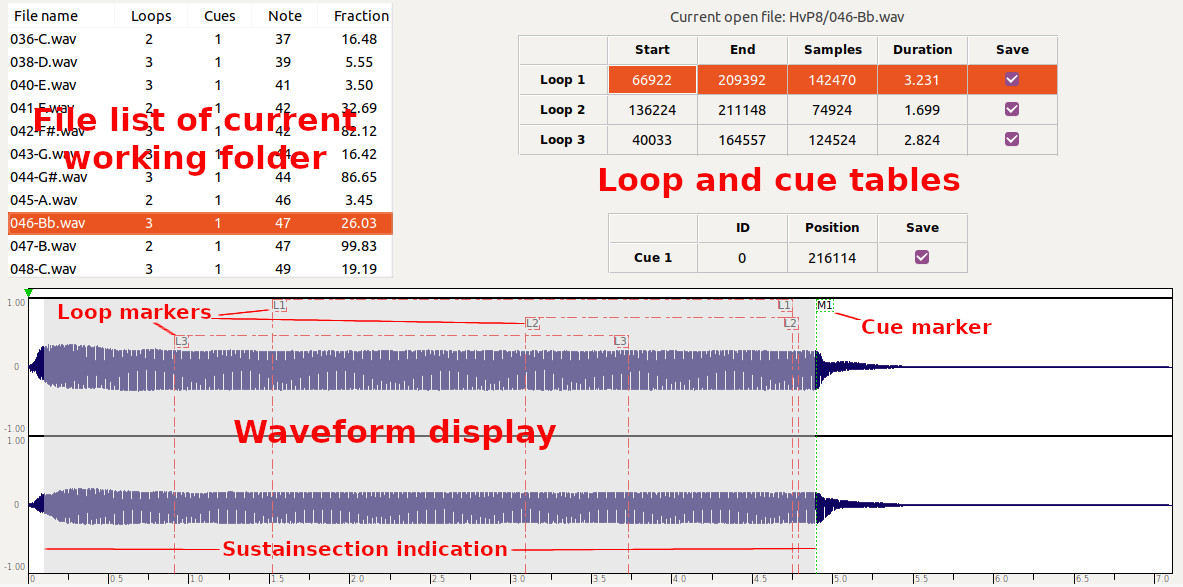 File name Loops Cues Note Fraction
036-C.wav 2 1 37 16.48
038-D.wav 3 1 39 5.55
040-E.wav 3 1 41 3.50
041-F.wav 2 1 42 32.69
File list of current
042-F#.wav 3 1 42 82.12
043-G.wav 3 1 44 16.42
working folder
044-G#.wav 3 1 44 86.65
045-A.wav 2 1 46 3.45
046-Bb.wav 3 1 47 26.03
047-B.wav 2 1 47 99.83
048-C.wav 3 1 49 19.19
Current open file: HvP8/046-Bb.wav
Start End Samples Duration Save
Loop 1 66922 209392 142470 3.231
Loop 2 136224 211148 74924 1.699
Loop 3 40033 164557 124524 2.824
Loop and cue tables
ID Position Save
Cue 1 0 216114
1.00 L1 L1 M1
Loop markers L2 L2 Cue marker
L3 L3
0
-1.00
Waveform display
1.00
0
Sustainsection indication
-1.00
0 0.5 1.0 1.5 2.0 2.5 3.0 3.5 4.0 4.5 5.0 5.5 6.0 6.5 7.0